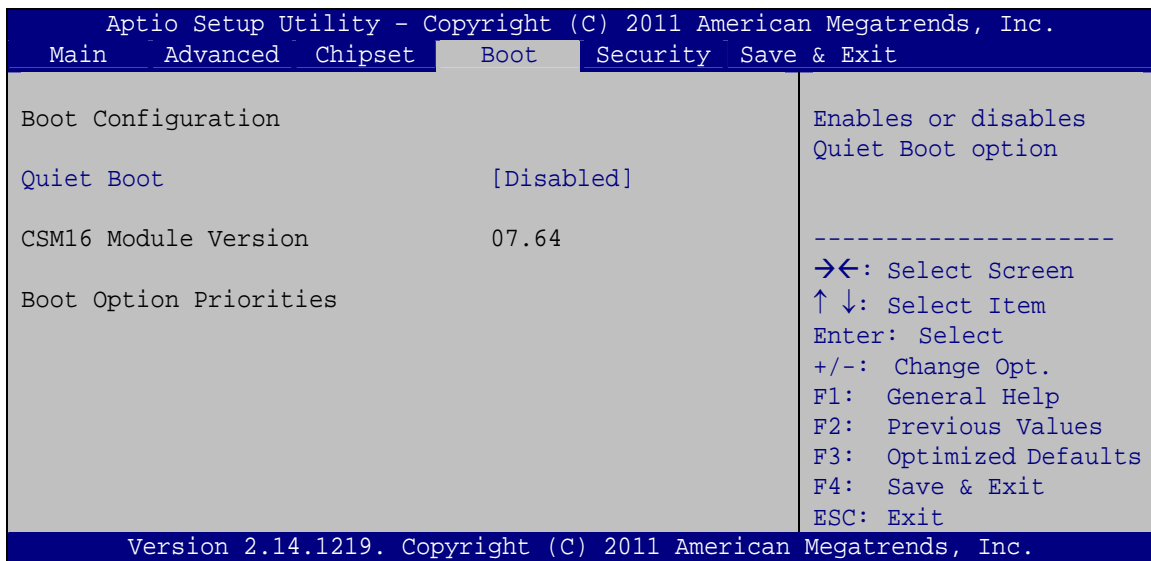 Aptio Setup Utility – Copyright (C) 2011 American Megatrends, Inc.
Main Advanced Chipset Boot Security Save & Exit
Boot Configuration
Quiet Boot [Disabled]
CSM16 Module Version 07.64
Boot Option Priorities
Enables or disables
Quiet Boot option
---------------------
→←: Select Screen
↑ ↓: Select Item
Enter: Select
+/-: Change Opt.
F1: General Help
F2: Previous Values
F3: Optimized Defaults
F4: Save & Exit
ESC: Exit
Version 2.14.1219. Copyright (C) 2011 American Megatrends, Inc.